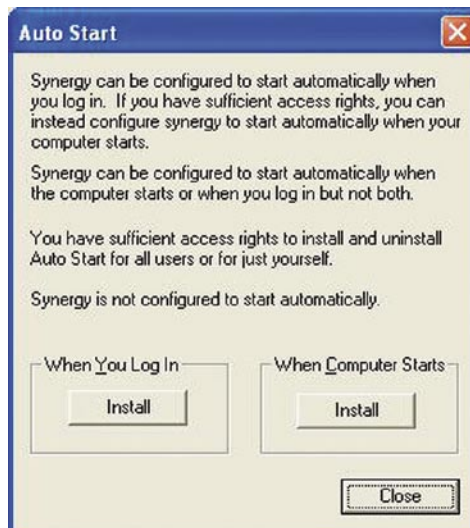 Auto Start
Synergy can be configured to start automatically when
you log in. If you have sufficient access rights, you can
instead configure synergy to start automatically when your
computer starts.
Synergy can be configured to start automatically when
the computer starts or when you log in but not both.
You have sufficient access rights to install and uninstall
Auto Start for all users or for just yourself.
Synergy is not configured to start automatically.
When You Log In
When Computer Starts
Install
Install
Close